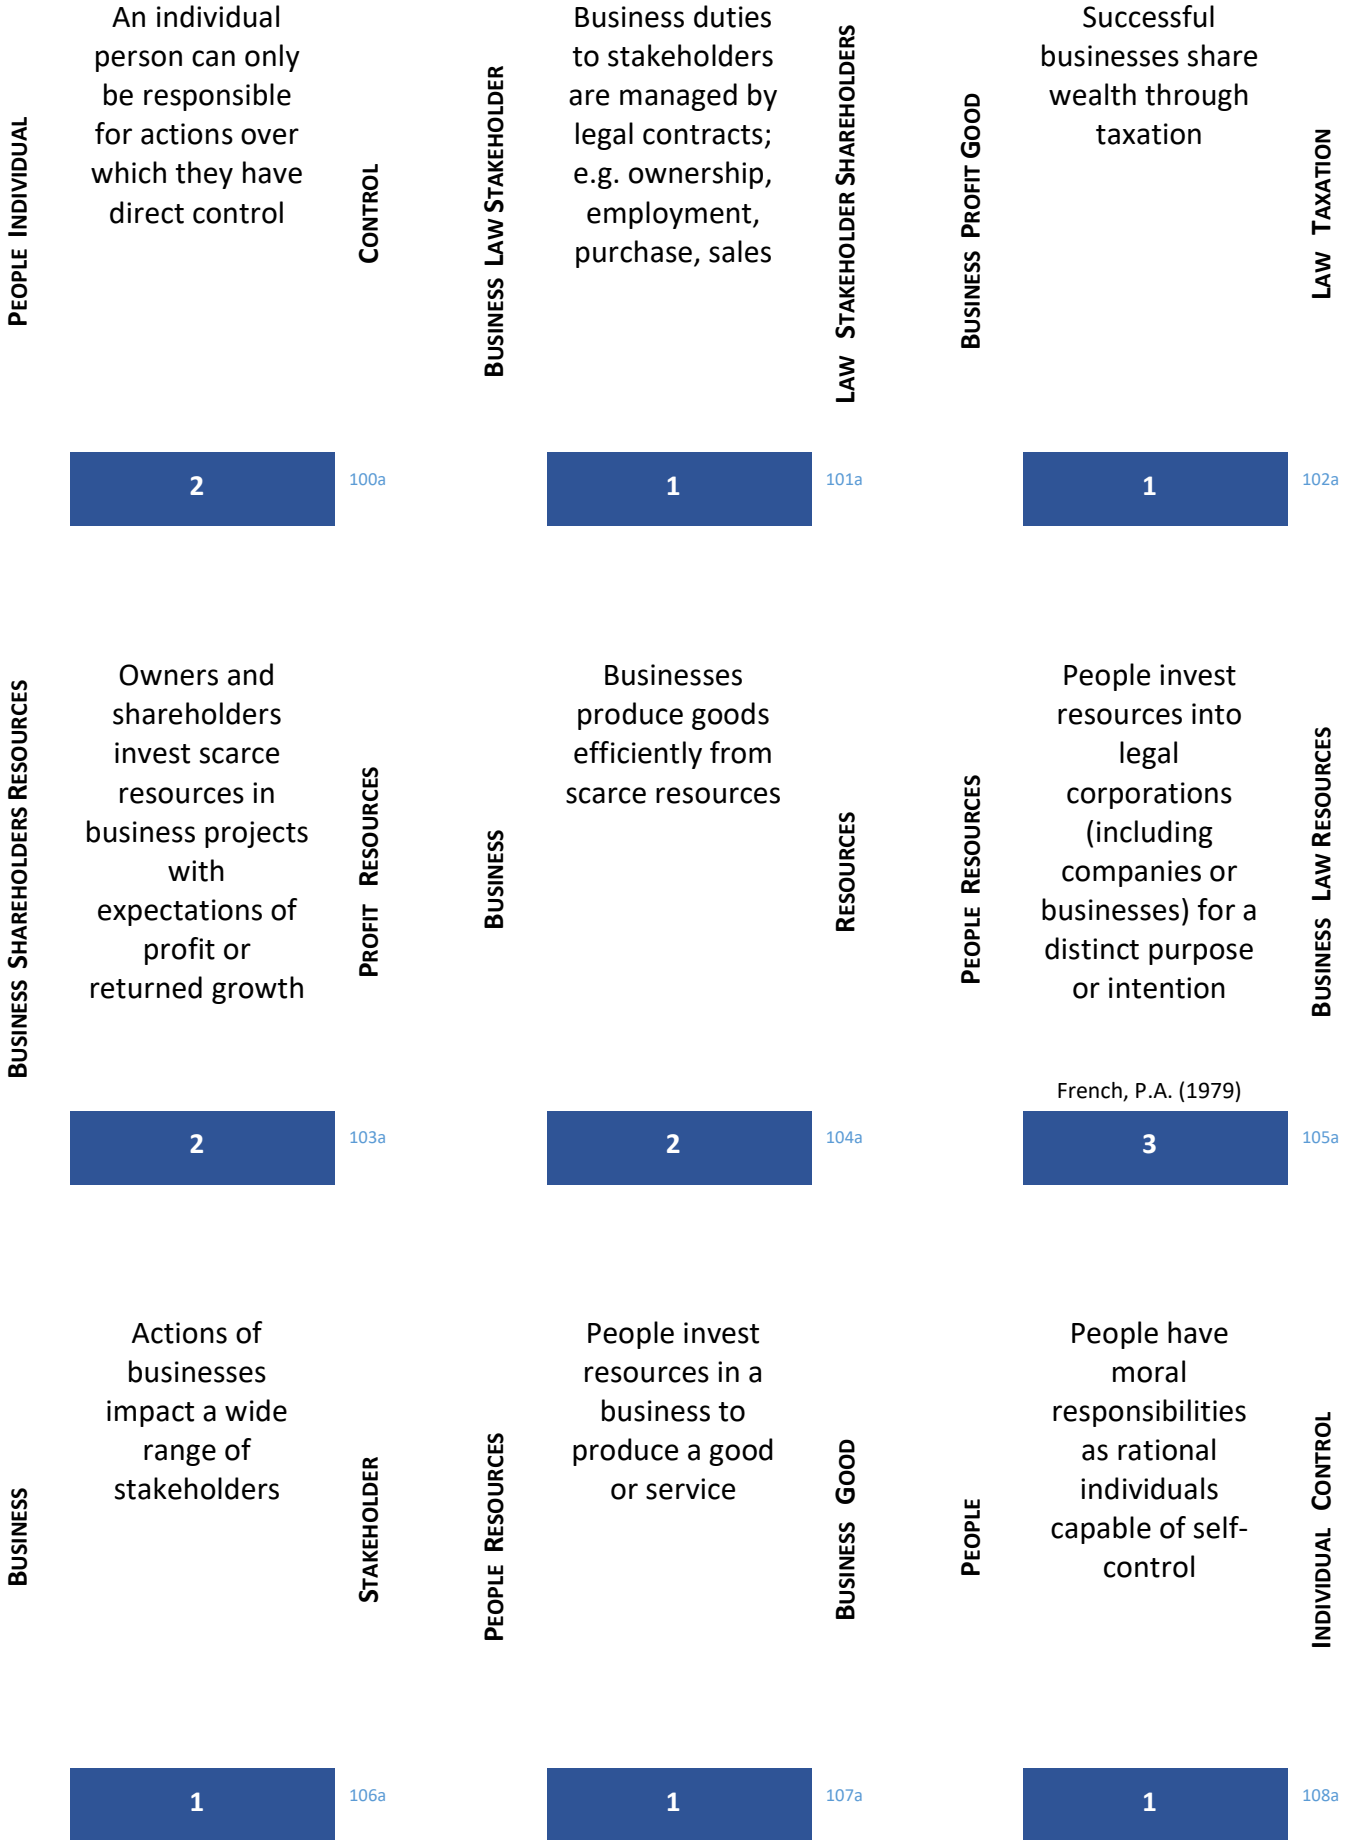 PEOPLE INDIVIDUAL
An individual
person can only
be responsible
for actions over
which they have
direct control
CONTROL
2
100a
BUSINESS LAW STAKEHOLDER
Business duties
to stakeholders
are managed by
legal contracts;
e.g. ownership,
employment,
purchase, sales
LAW STAKEHOLDER SHAREHOLDERS
1
101a
BUSINESS PROFIT GOOD
Successful
businesses share
wealth through
taxation
LAW TAXATION
1
102a
BUSINESS SHAREHOLDERS RESOURCES
Owners and
shareholders
invest scarce
resources in
business projects
with
expectations of
profit or
returned growth
PROFIT RESOURCES
2
103a
BUSINESS
Businesses
produce goods
efficiently from
scarce resources
RESOURCES
2
104a
PEOPLE RESOURCES
People invest
resources into
legal
corporations
(including
companies or
businesses) for a
distinct purpose
or intention
BUSINESS LAW RESOURCES
French, P.A. (1979)
3
105a
BUSINESS
Actions of
businesses
impact a wide
range of
stakeholders
STAKEHOLDER
1
106a
PEOPLE RESOURCES
People invest
resources in a
business to
produce a good
or service
BUSINESS GOOD
1
107a
PEOPLE
People have
moral
responsibilities
as rational
individuals
capable of self-
control
INDIVIDUAL CONTROL
1
108a